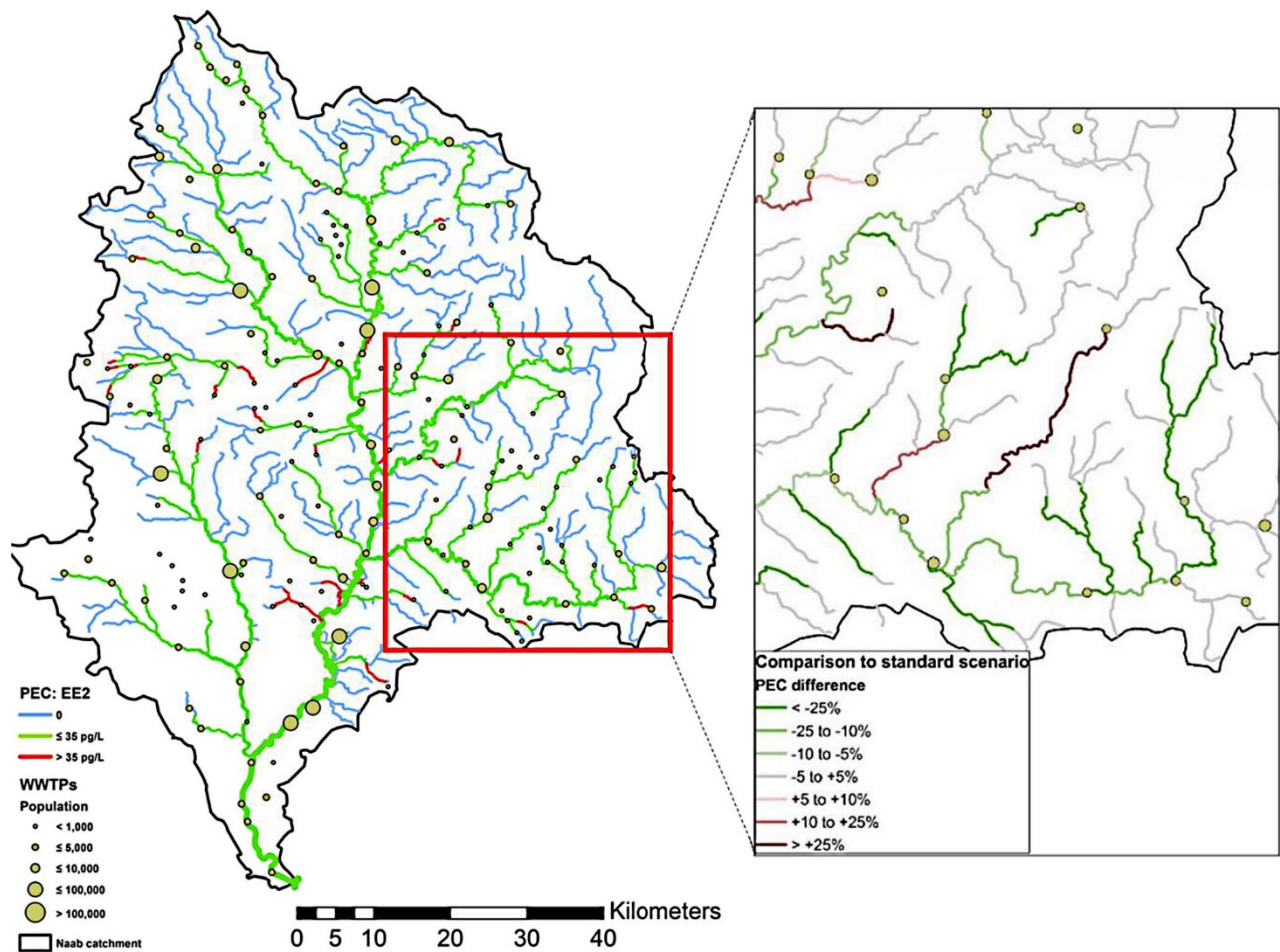 PEC: EE2
0
≤ 35 pg/L
> 35 pg/L
WWTPs
Population
< 1,000
≤ 5,000
≤ 10,000
≤ 100,000
> 100,000
Naab catchment
Kilometers
0 5 10 20 30 40
Comparison to standard scenario
PEC difference
< -25%
-25 to -10%
-10 to -5%
-5 to +5%
+5 to +10%
+10 to +25%
> +25%